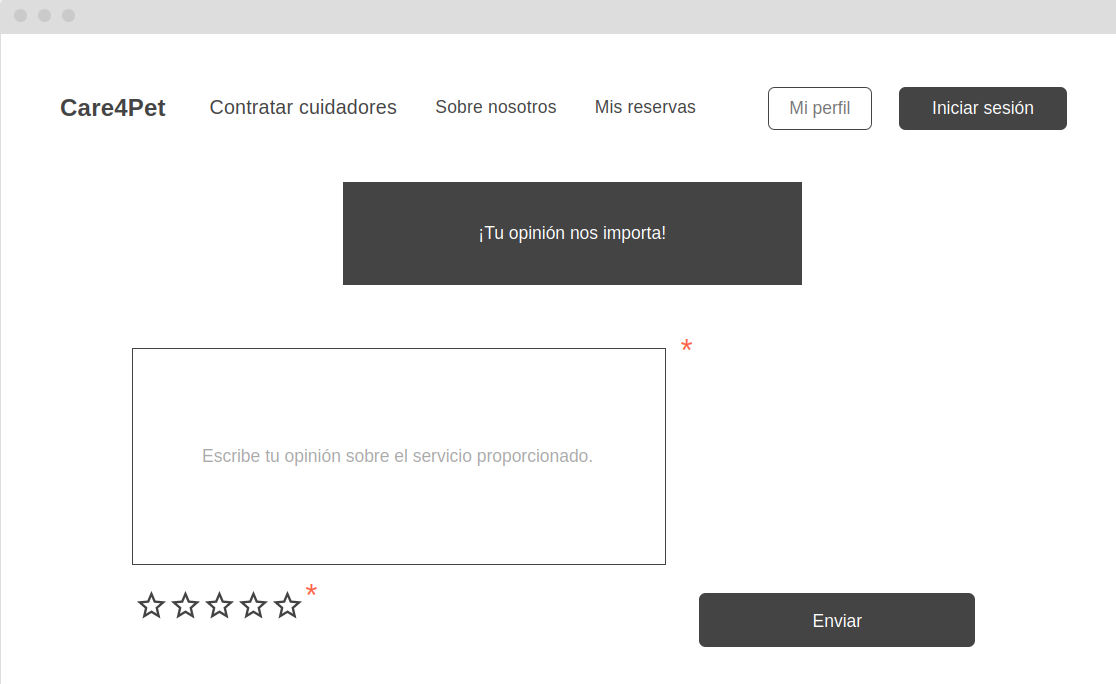 Care4Pet Contratar cuidadores Sobre nosotros Mis reservas Mi perfil Iniciar sesión
¡Tu opinión nos importa!
*
Escribe tu opinión sobre el servicio proporcionado.
*
Enviar